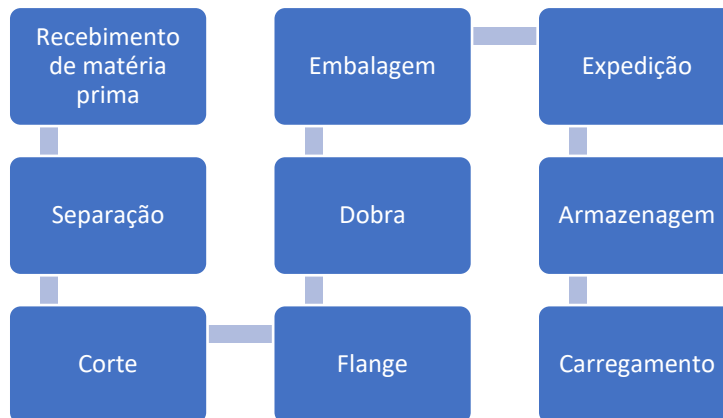 Recebimento
de matéria
prima
Separação
Corte
Flange
Dobra
Embalagem
Expedição
Armazenagem
Carregamento